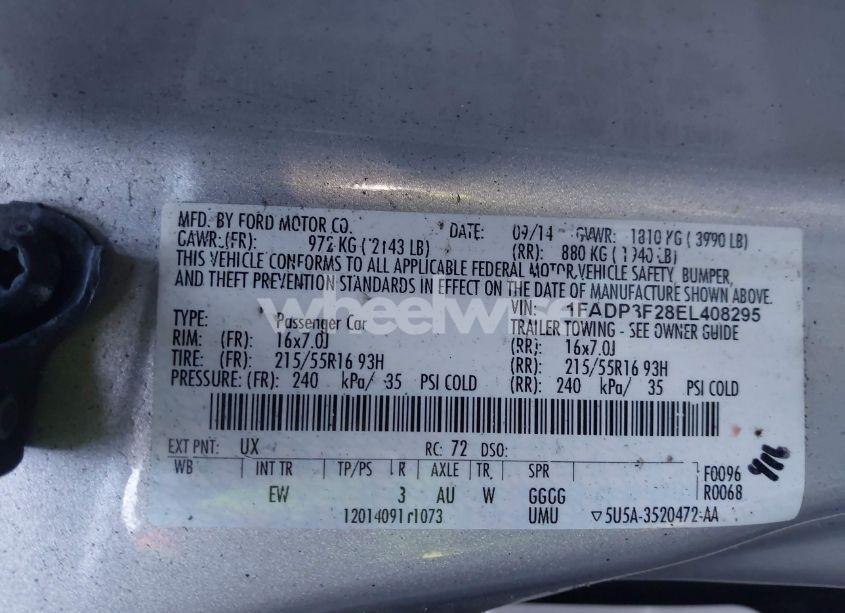 MFD. BY FORD MOTOR CO. DATE: 09/14 GVWR: 1810 KG ( 3990 LB)
GAWR:(FR): 972 KG ( 2143 LB) (RR): 880 KG ( 1940 LB)
THIS VEHICLE CONFORMS TO ALL APPLICABLE FEDERAL MOTOR VEHICLE SAFETY, BUMPER,
AND THEFT PREVENTION STANDARDS IN EFFECT ON THE DATE OF MANUFACTURE SHOWN ABOVE.
VIN: 1FADP3F28EL408295
TYPE: Passenger Car TRAILER TOWING - SEE OWNER GUIDE
RIM: (FR): 16x7.0J (RR): 16x7.0J
TIRE: (FR): 215/55R16 93H (RR): 215/55R16 93H
PRESSURE: (FR): 240 kPa/ 35 PSI COLD (RR): 240 kPa/ 35 PSI COLD
EXT PNT: UX RC: 72 DSO:
WB INT TR TP/PS R AXLE TR SPR F0096
EW 3 AU W GGGG R0068
UMU ▽5U5A-3520472-AA
wheelwise